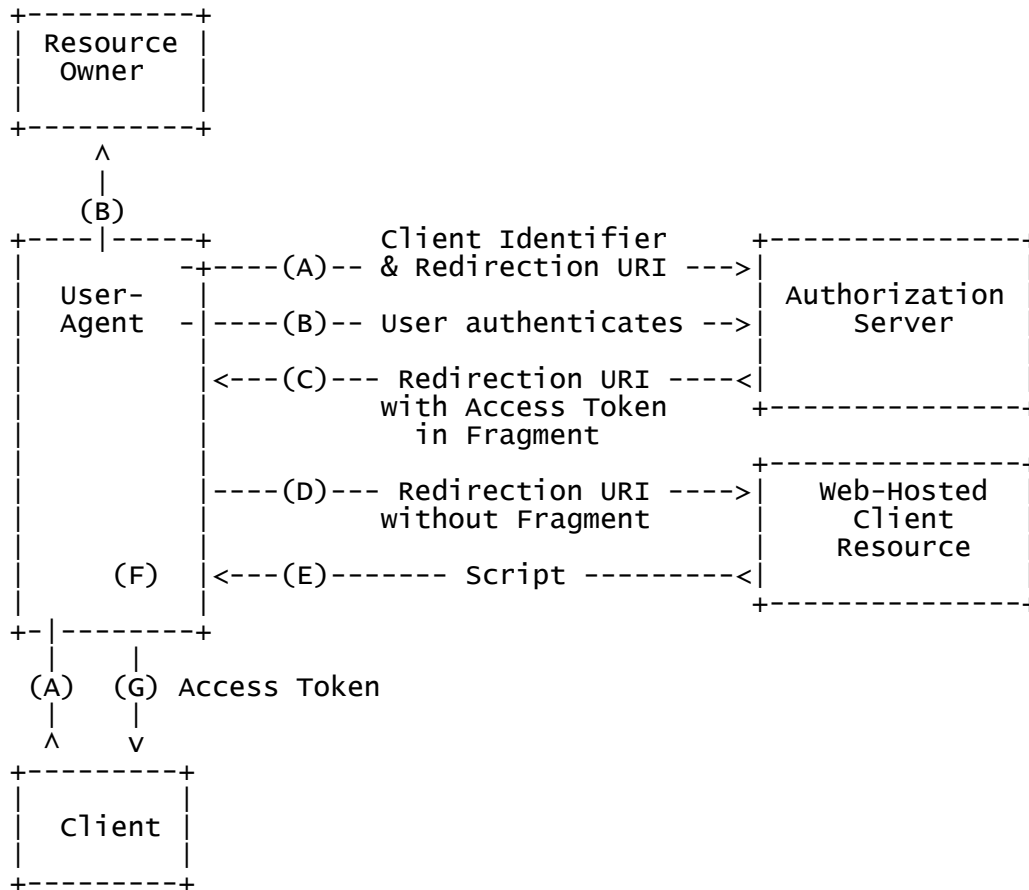 +----------+
| Resource |
|  Owner   |
|          |
+----------+
     ^
     |
    (B)
+----|-----+          Client Identifier     +---------------+
|         -+----(A)-- & Redirection URI --->|               |
|  User-   |                                | Authorization |
|  Agent  -|----(B)-- User authenticates -->|     Server    |
|          |                                |               |
|          |<---(C)--- Redirection URI ----<|               |
|          |          with Access Token     +---------------+
|          |            in Fragment
|          |                                +---------------+
|          |----(D)--- Redirection URI ---->|   Web-Hosted  |
|          |          without Fragment      |     Client    |
|          |                                |    Resource   |
|     (F)  |<---(E)------- Script ---------<|               |
|          |                                +---------------+
+-|--------+
  |    |
 (A)  (G) Access Token
  |    |
  ^    v
+---------+
|         |
|  Client |
|         |
+---------+